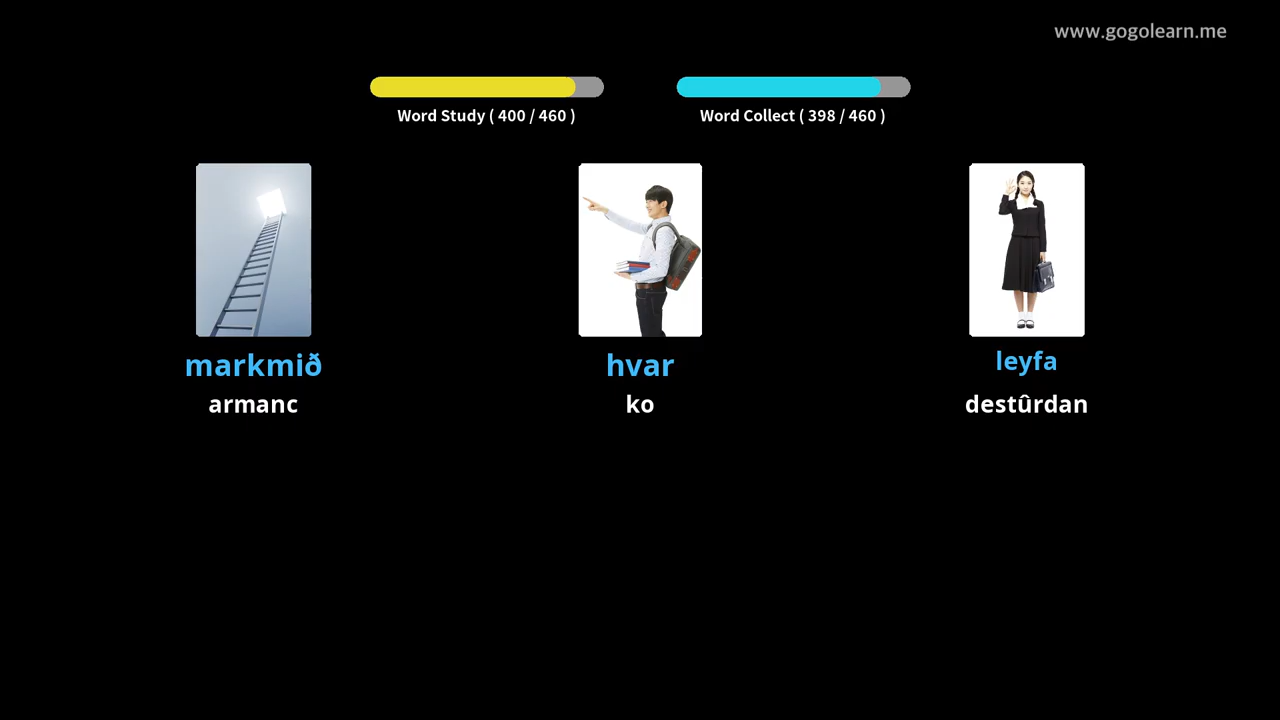 www.gogolearn.me
Word Study ( 400 / 460 )
Word Collect ( 398 / 460 )
markmið
hvar
leyfa
armanc
ko
destûrdan